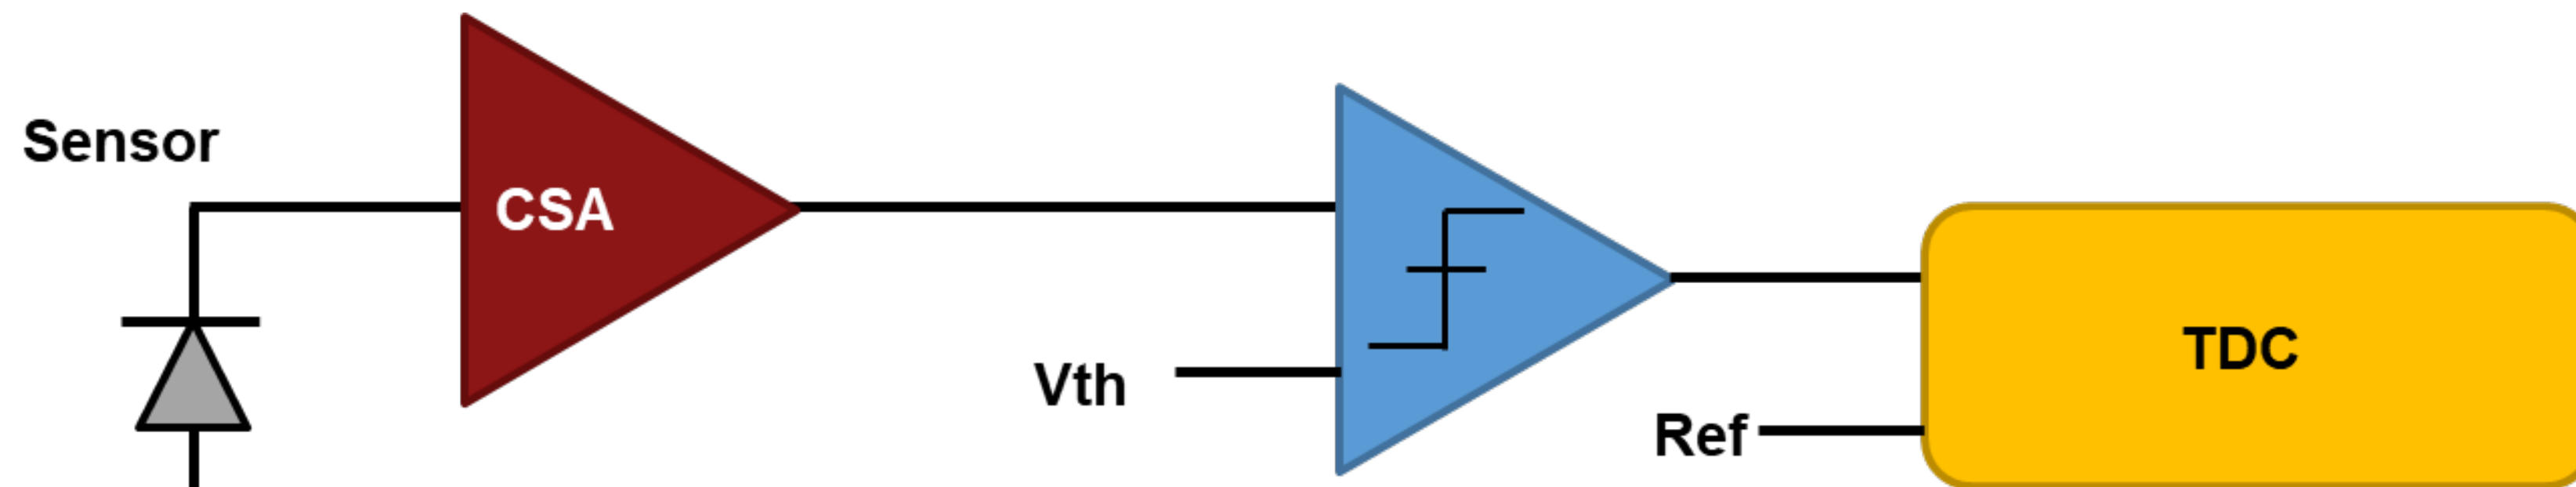 Sensor
CSA
Vth
Ref
TDC